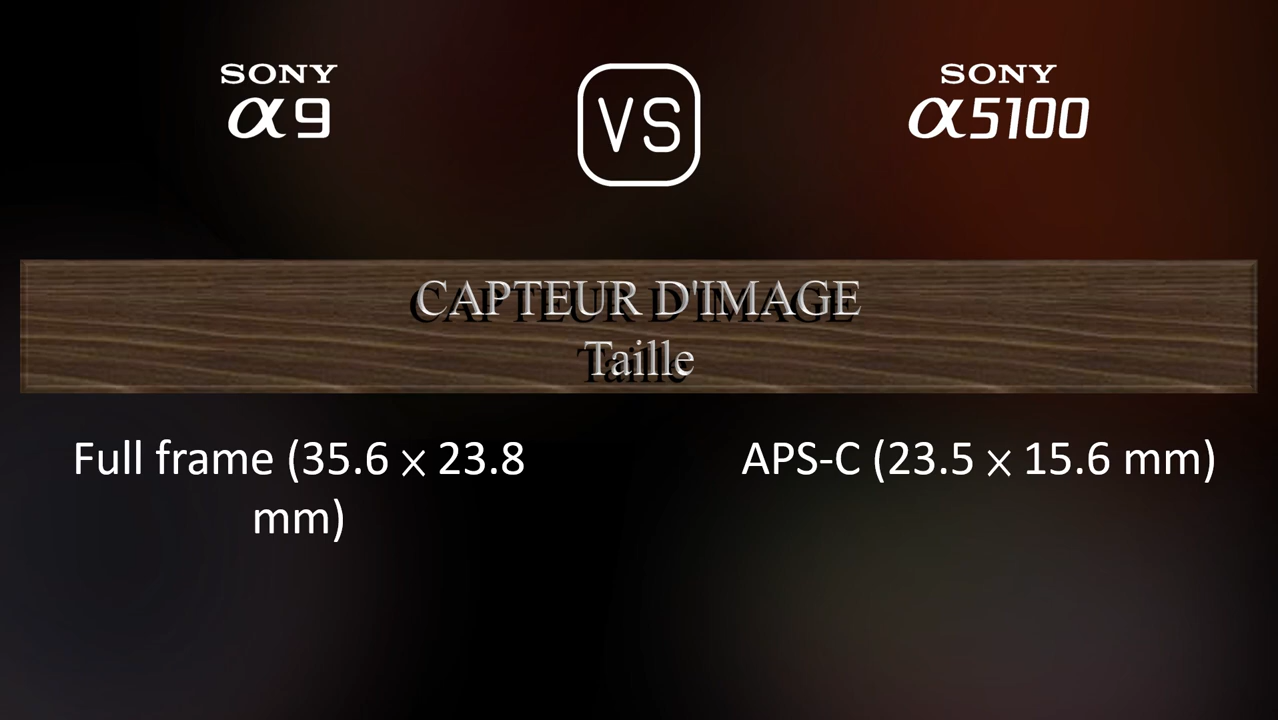 SONY
α9
VS
SONY
α5100
CAPTEUR D'IMAGE
Taille
Full frame (35.6 x 23.8
mm)
APS-C (23.5 x 15.6 mm)